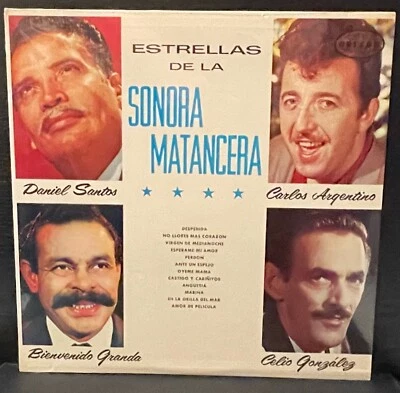 ESTRELLAS
DE LA
SONORA
MATANCERA
Daniel Santos
Carlos Argentino
DESPEDIDA
NO LLORES MAS CORAZON
VIRGEN DE MEDIANOCHE
ESPERAME MI AMOR
PERDON
ANTE UN ESPEJO
OYEME MAMA
CASTIGO Y CARIÑITOS
ANGUSTIA
MARINA
EN LA ORILLA DEL MAR
AMOR DE PELICULA
Bienvenido Granda
Celio González